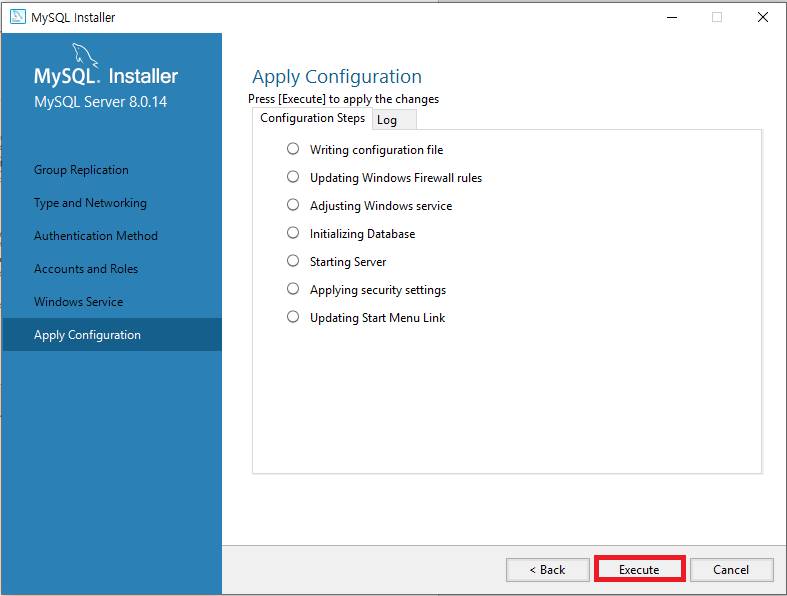 MySQL Installer
MySQL. Installer
MySQL Server 8.0.14
Group Replication
Type and Networking
Authentication Method
Accounts and Roles
Windows Service
Apply Configuration
Apply Configuration
Press [Execute] to apply the changes
Configuration Steps Log
Writing configuration file
Updating Windows Firewall rules
Adjusting Windows service
Initializing Database
Starting Server
Applying security settings
Updating Start Menu Link
< Back Execute Cancel